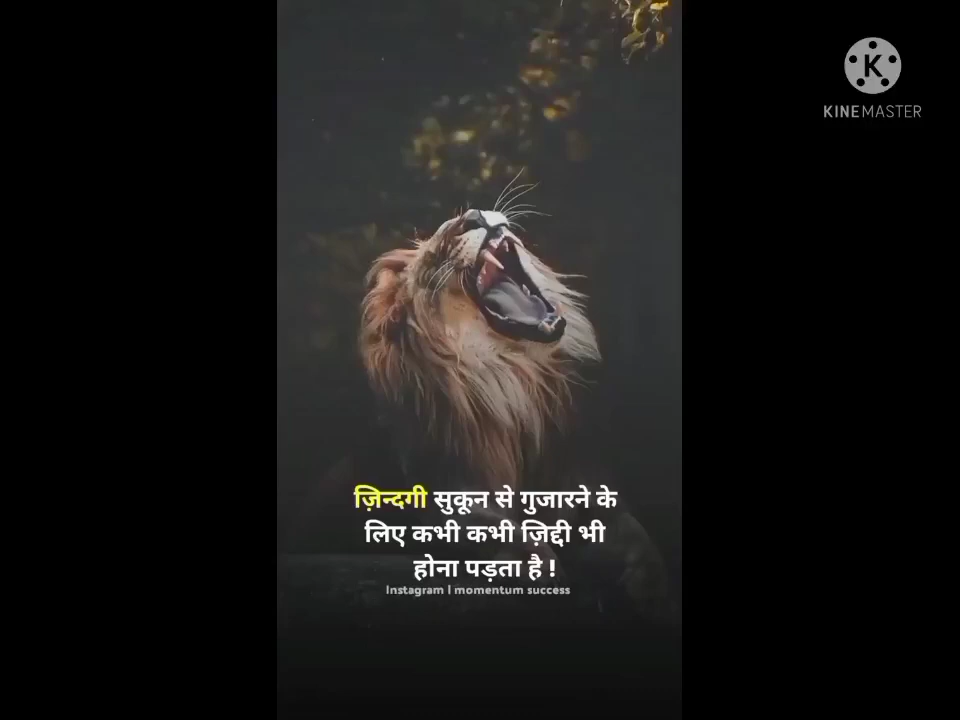 K
KINEMASTER
ज़िन्दगी सुकून से गुजारने के
लिए कभी कभी ज़िद्दी भी
होना पड़ता है !
Instagram | momentum success